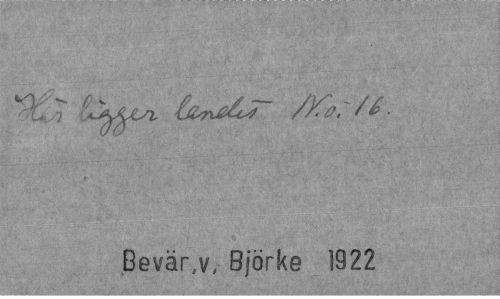 Här ligger landet N.o. 16.
Bevär,v, Björke 1922